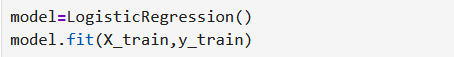 model=LogisticRegression()
model.fit(X_train,y_train)